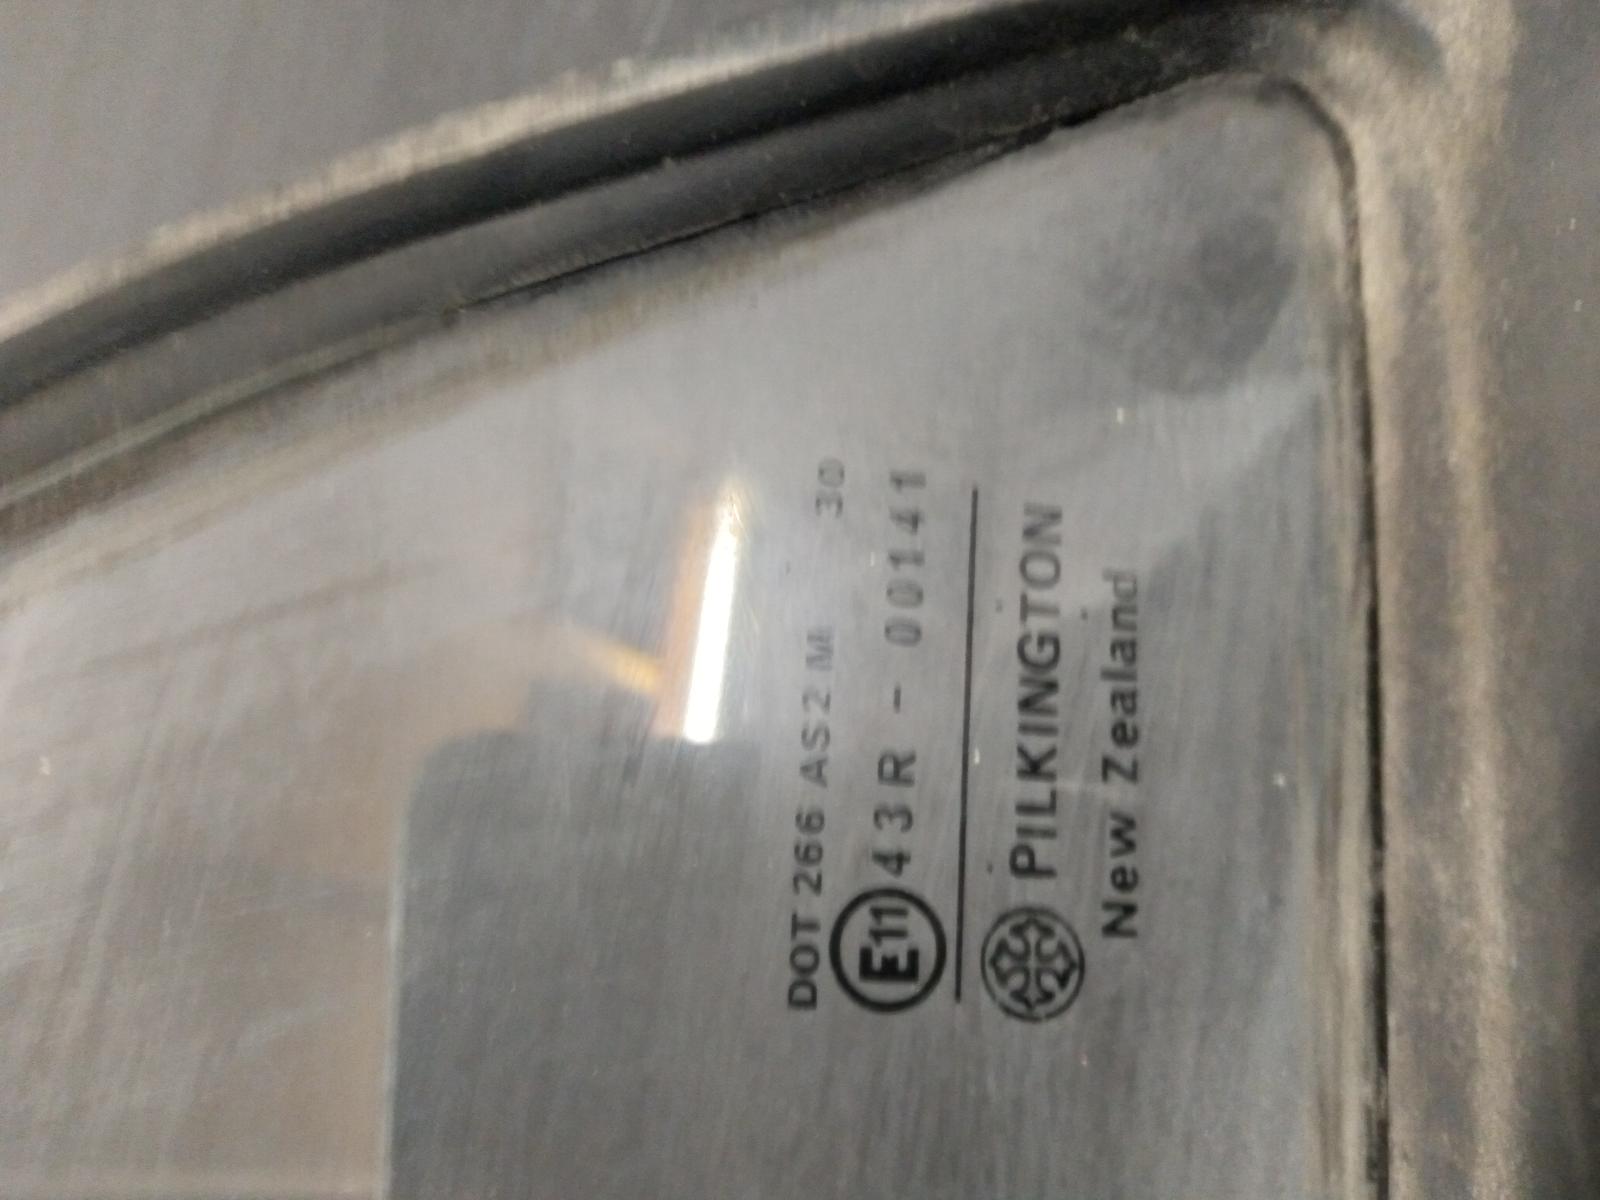 PILKINGTON
New Zealand
E11 43R - 00141
DOT 266 AS2 30